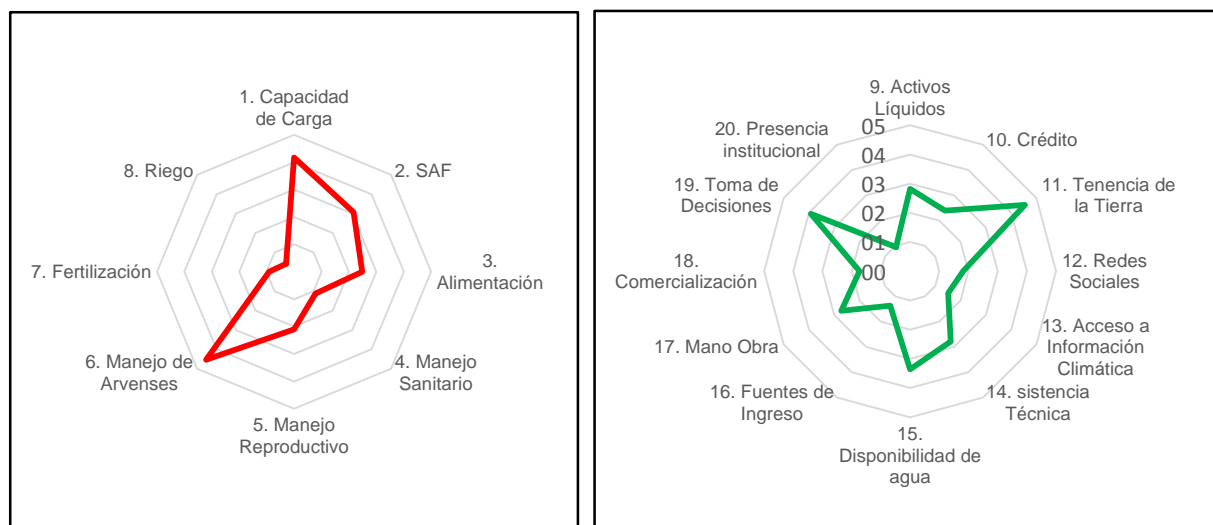 1. Capacidad
de Carga
2. SAF
3.
Alimentación
4. Manejo
Sanitario
5. Manejo
Reproductivo
6. Manejo de
Arvenses
7. Fertilización
8. Riego
9. Activos
Líquidos
10. Crédito
11. Tenencia de
la Tierra
12. Redes
Sociales
13. Acceso a
Información
Climática
14. sistencia
Técnica
15.
Disponibilidad de
agua
16. Fuentes de
Ingreso
17. Mano Obra
18.
Comercialización
19. Toma de
Decisiones
20. Presencia
institucional
05
04
03
02
01
00